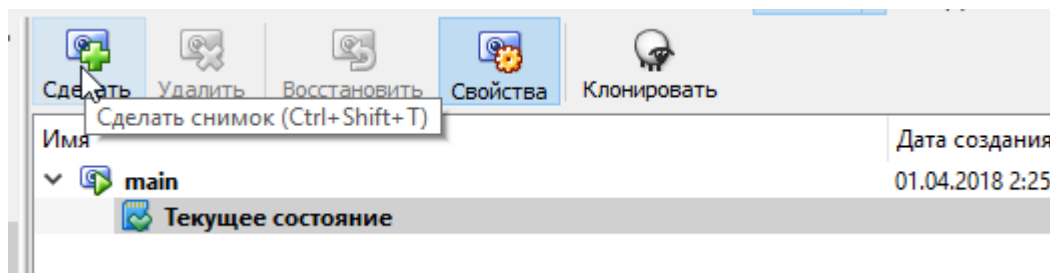 Сделать Удалить Восстановить Свойства Клонировать
Сделать снимок (Ctrl+Shift+T)
Имя Дата создания
main 01.04.2018 2:25
Текущее состояние